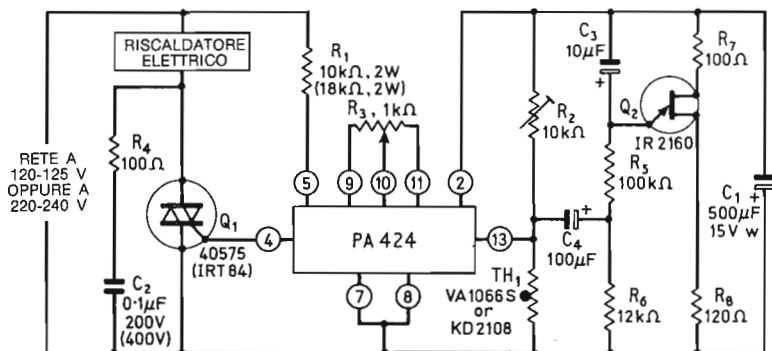 RISCALDATORE
ELETTRICO
RETE A
120-125 V
OPPURE A
220-240 V
R4
100Ω
C2
0·1µF
200V
(400V)
Q1
40575
(IRT84)
R1
10kΩ, 2W
(18kΩ, 2W)
R3, 1kΩ
5
9
10
11
2
4
PA 424
13
7
8
R2
10kΩ
C3
10µF
+
Q2
IR 2160
R7
100Ω
R5
100kΩ
+
C4
100µF
C1 +
500µF
15V w
TH1
VA1066S
or
KD2108
R6
12kΩ
R8
120Ω